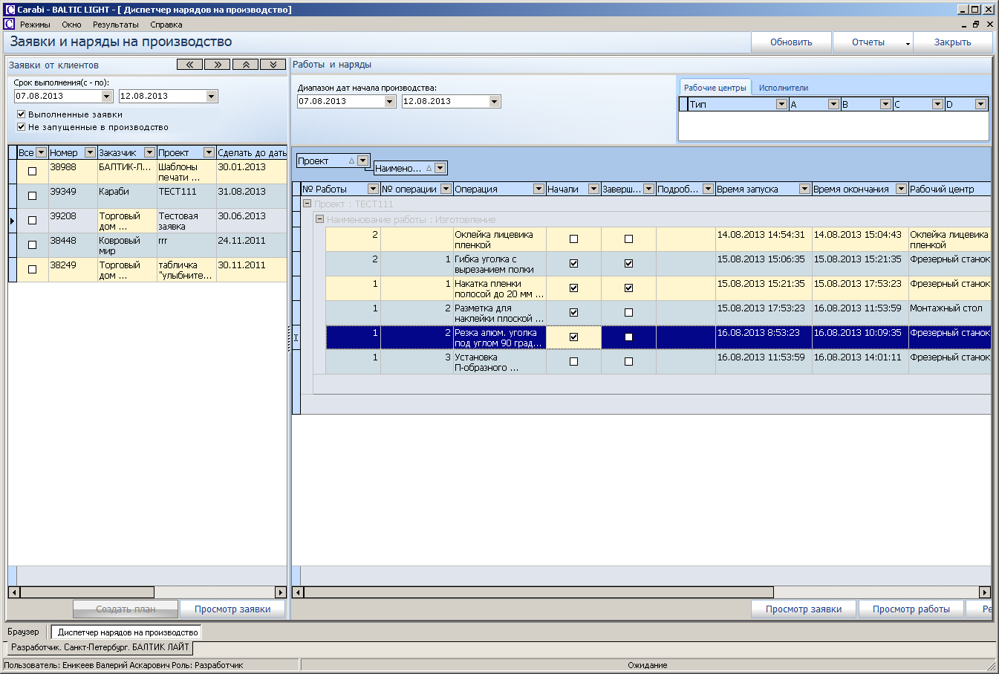 Carabi - BALTIC LIGHT - [ Диспетчер нарядов на производство]
Режимы Окно Результаты Справка
Заявки и наряды на производство
Обновить Отчеты Закрыть
Заявки от клиентов
Срок выполнения(с - по):
07.08.2013 12.08.2013
Выполненные заявки
Не запущенные в производство
Все Номер Заказчик Проект Сделать до даты
38988 БАЛТИК-Л... Шаблоны печати ... 30.01.2013
39349 Караби ТЕСТ111 31.08.2013
39208 Торговый дом ... Тестовая заявка 30.06.2013
38448 Ковровый мир rrr 24.11.2011
38249 Торговый дом ... табличка "улыбните... 30.11.2011
Создать план Просмотр заявки
Работы и наряды
Диапазон дат начала производства:
07.08.2013 12.08.2013
Рабочие центры Исполнители
Тип A B C D
Проект
Наимено...
№ Работы № операции Операция Начали Заверш... Подроб... Время запуска Время окончания Рабочий центр
Проект : ТЕСТ111
Наименование работы : Изготовление
2 Оклейка лицевика пленкой 14.08.2013 14:54:31 14.08.2013 15:04:43 Оклейка лицевика пленкой
2 1 Гибка уголка с вырезанием полки 15.08.2013 15:06:35 15.08.2013 15:21:35 Фрезерный станок
1 1 Накатка пленки полосой до 20 мм ... 15.08.2013 15:21:35 15.08.2013 17:53:23 Фрезерный станок
1 2 Разметка для наклейки плоской ... 15.08.2013 17:53:23 16.08.2013 11:53:59 Монтажный стол
1 2 Резка алюм. уголка под углом 90 град... 16.08.2013 8:53:23 16.08.2013 10:09:35 Фрезерный станок
1 3 Установка П-образного ... 16.08.2013 11:53:59 16.08.2013 14:01:11 Фрезерный станок
Просмотр заявки Просмотр работы Ре
Браузер Диспетчер нарядов на производство
Разработчик. Санкт-Петербург. БАЛТИК ЛАЙТ
Пользователь: Еникеев Валерий Аскарович Роль: Разработчик Ожидание